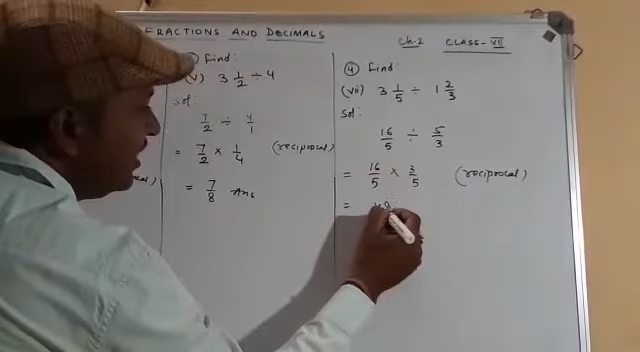 FRACTIONS AND DECIMALS
Ch-2 CLASS-VII
Find:
(v) 3 1/2 ÷ 4
Sol:
7/2 ÷ 4/1
= 7/2 × 1/4 (reciprocal)
= 7/8 Ans
④ Find:
(vii) 3 1/5 ÷ 1 2/3
Sol:
16/5 ÷ 5/3
= 16/5 × 3/5 (reciprocal)
= 48